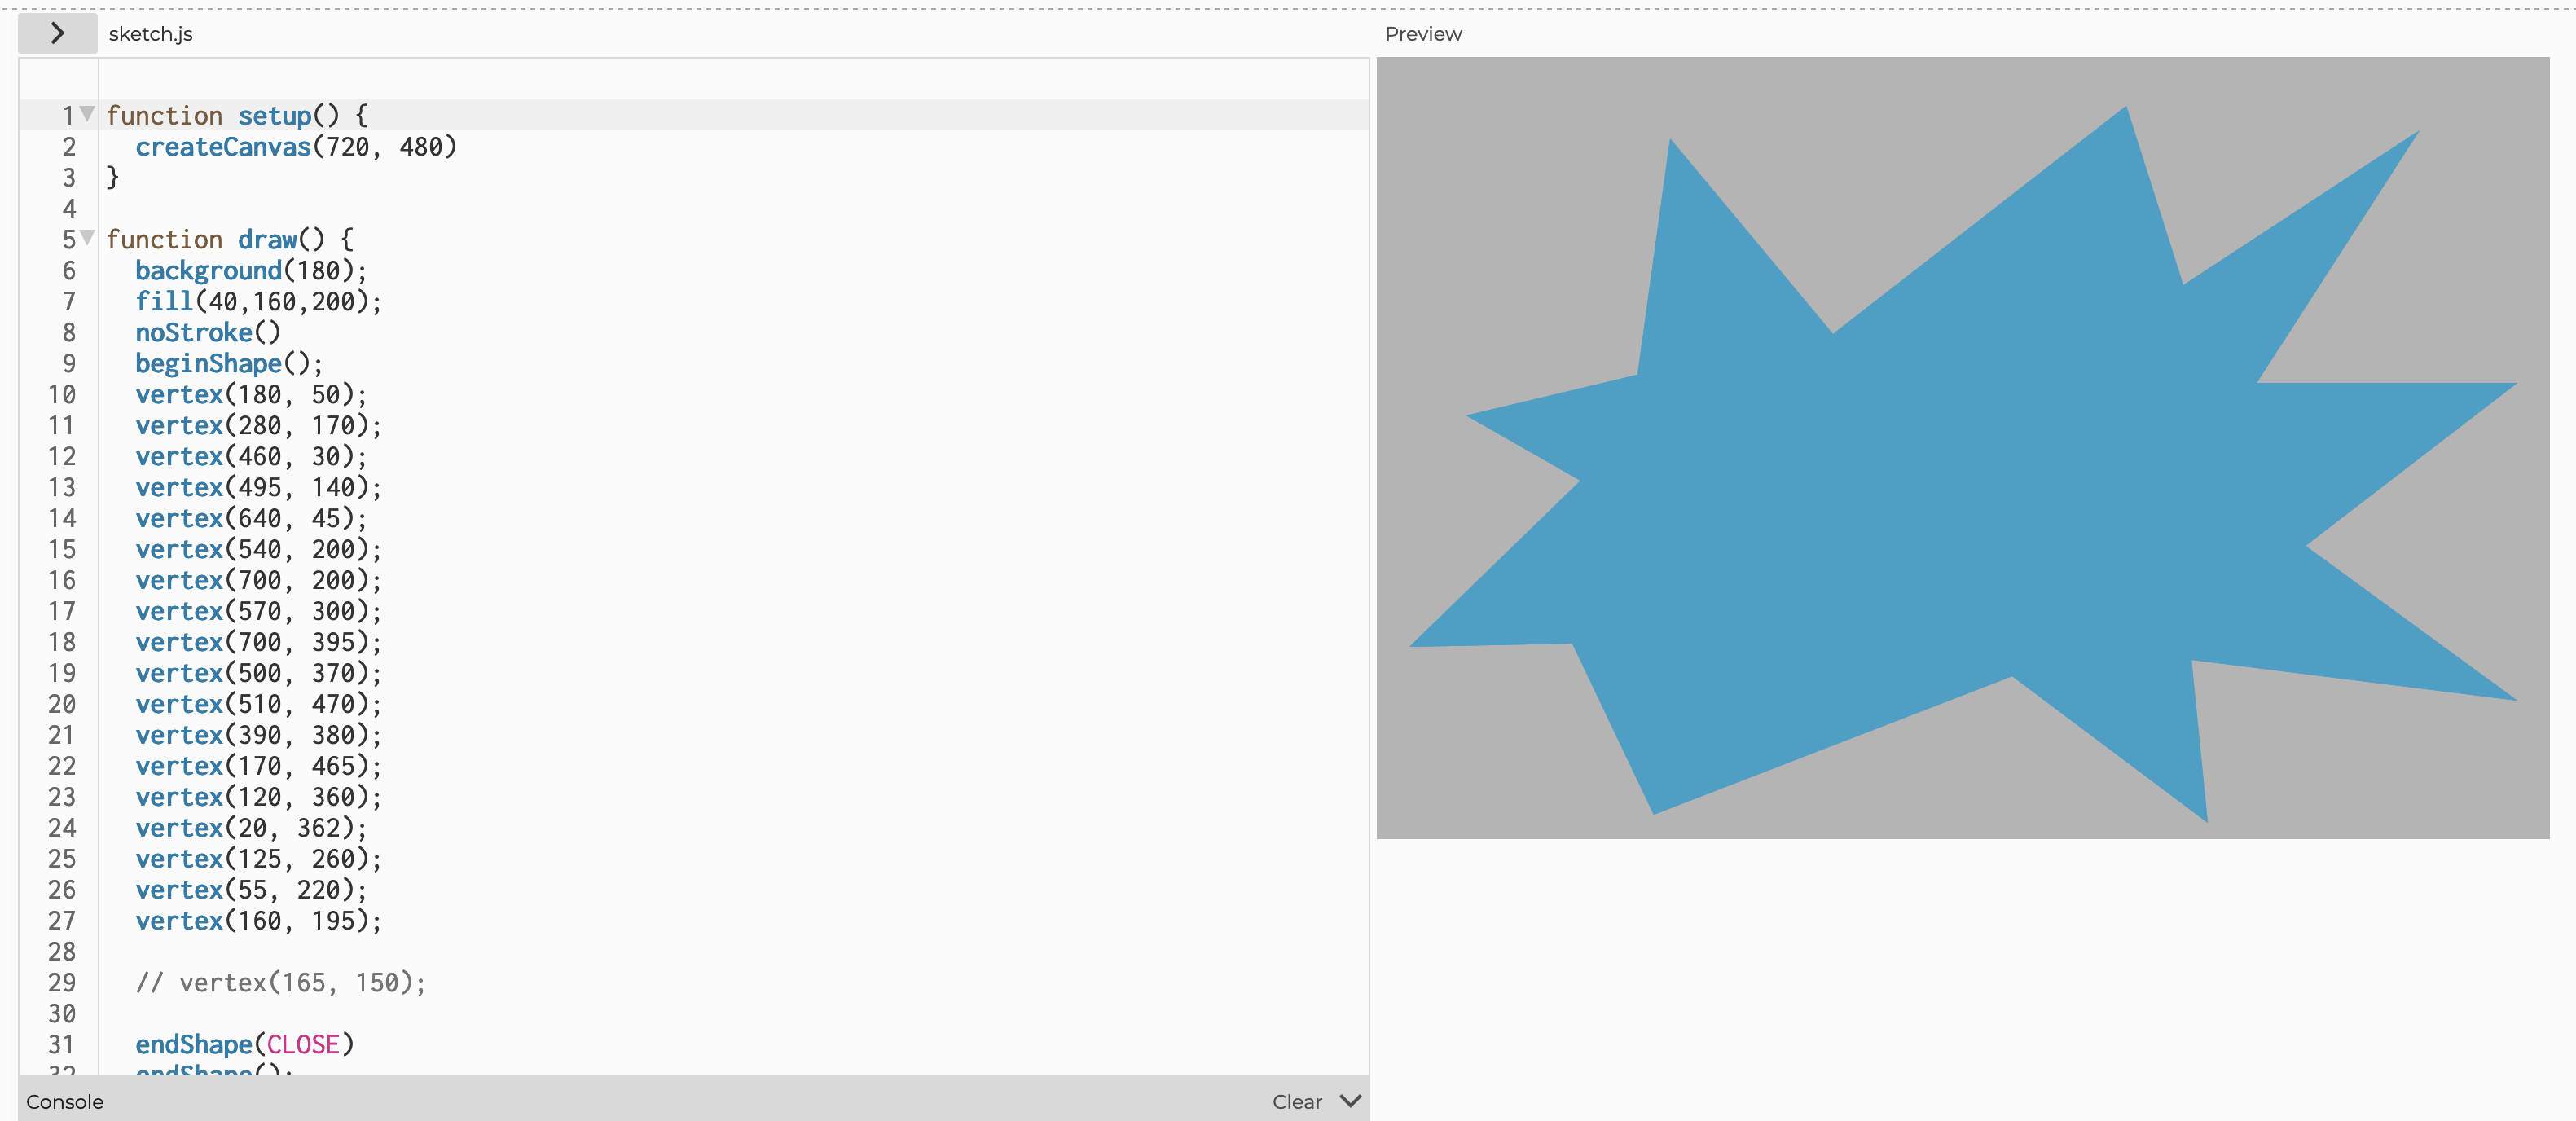 sketch.js
Preview
1 function setup() {
2   createCanvas(720, 480)
3 }
4
5 function draw() {
6   background(180);
7   fill(40,160,200);
8   noStroke()
9   beginShape();
10   vertex(180, 50);
11   vertex(280, 170);
12   vertex(460, 30);
13   vertex(495, 140);
14   vertex(640, 45);
15   vertex(540, 200);
16   vertex(700, 200);
17   vertex(570, 300);
18   vertex(700, 395);
19   vertex(500, 370);
20   vertex(510, 470);
21   vertex(390, 380);
22   vertex(170, 465);
23   vertex(120, 360);
24   vertex(20, 362);
25   vertex(125, 260);
26   vertex(55, 220);
27   vertex(160, 195);
28
29   // vertex(165, 150);
30
31   endShape(CLOSE)
32   endShape();
Console
Clear